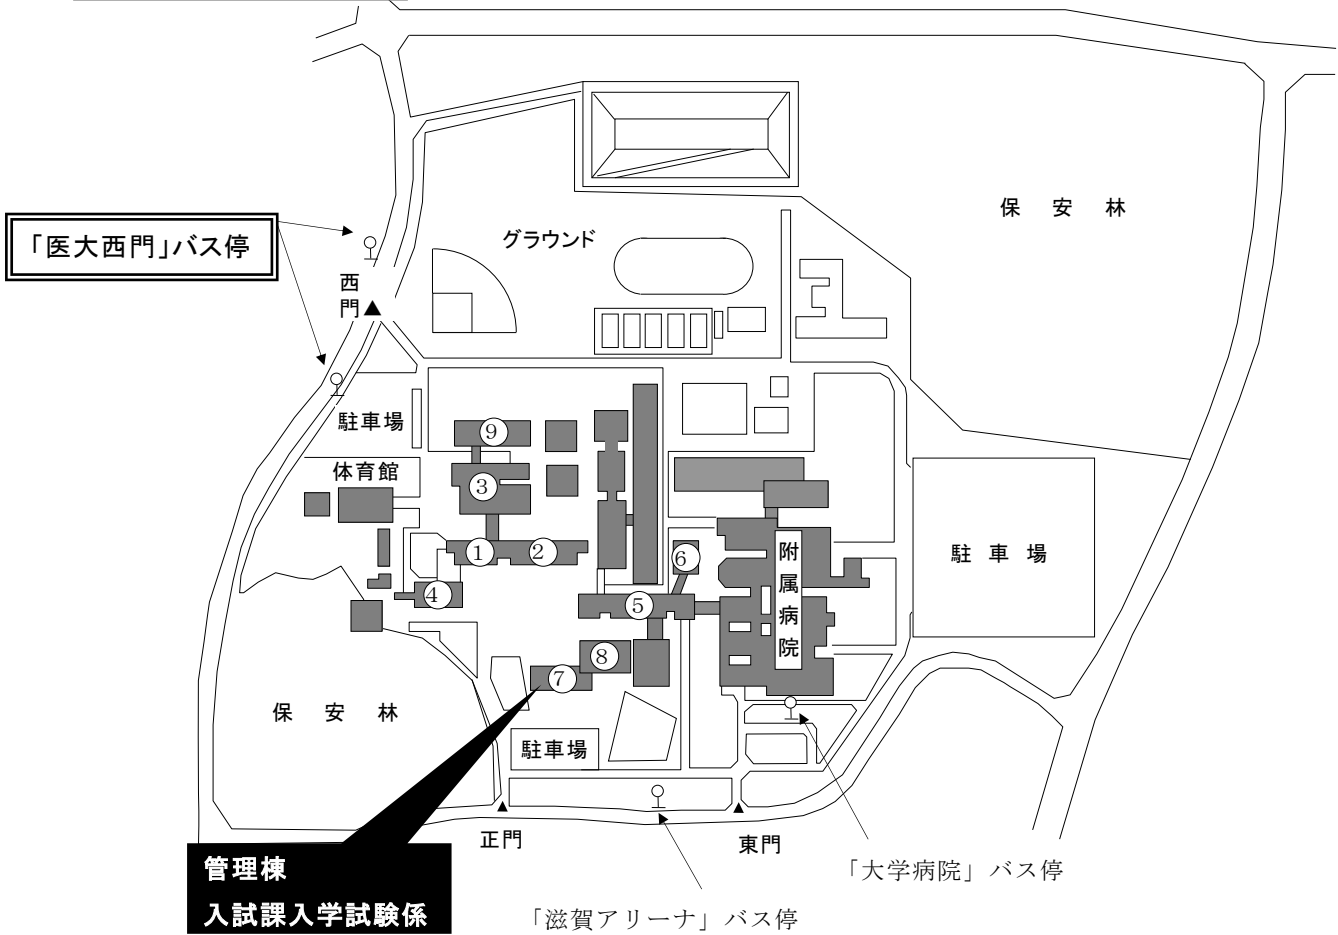 保 安 林
「医大西門」バス停
グラウンド
西
門
駐車場
⑨
体育館
③
①
②
⑥
附
属
病
院
駐 車 場
④
⑤
⑧
⑦
保 安 林
駐車場
正門
東門
管理棟
入試課入学試験係
「大学病院」バス停
「滋賀アリーナ」バス停